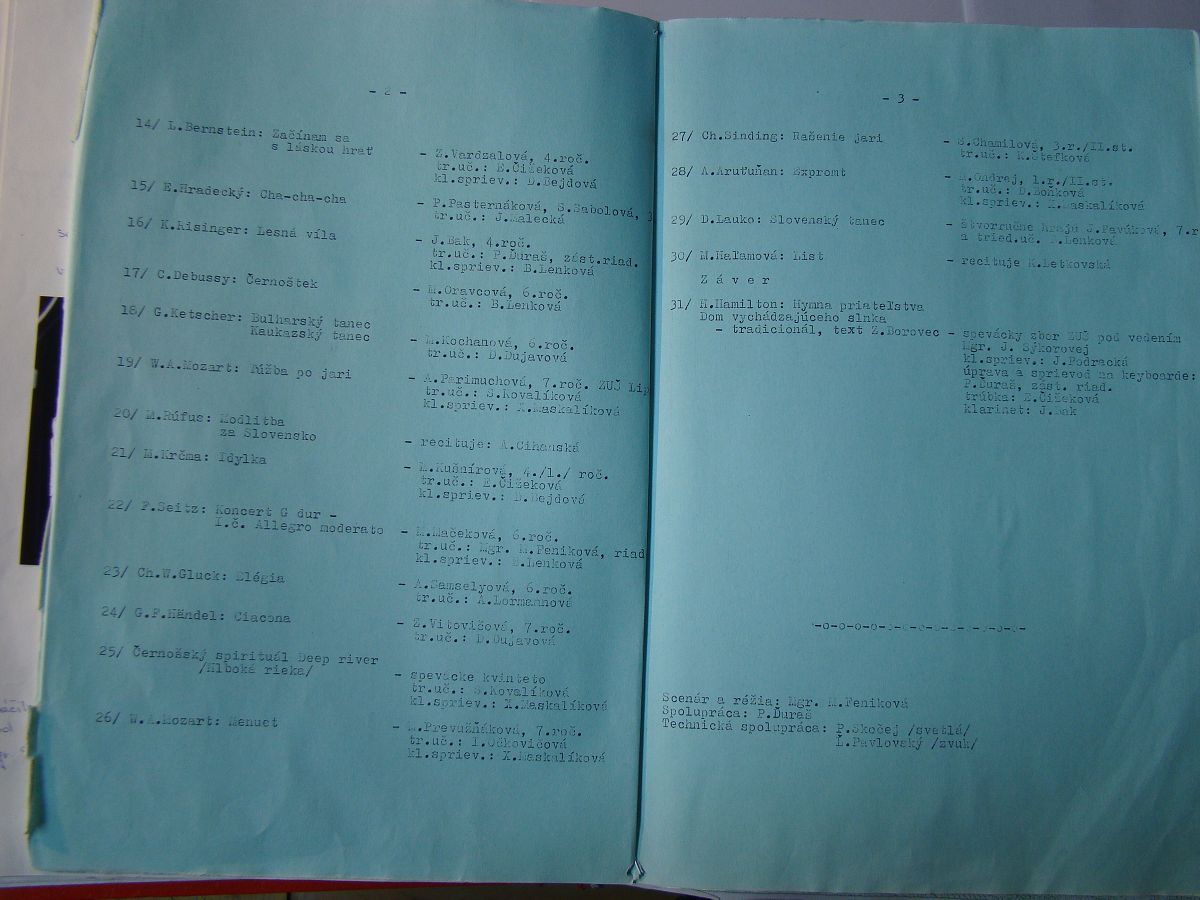 - 2 -
14/ L.Bernstein: Začínam sa
s láskou hrať
- Z.Vardzalová, 4.roč.
tr.uč.: E.Čižeková
kl.spriev.: D.Bejdová
15/ E.Hradecký: Cha-cha-cha
- P.Pasternáková, S.Sabolová, 3
tr.uč.: J.Malecká
16/ K.Risinger: Lesná víla
- J.Bak, 4.roč.
tr.uč.: P.Ďuraš, zást.riad.
kl.spriev.: B.Lenková
17/ C.Debussy: Černoštek
- M.Oravcová, 6.roč.
tr.uč.: B.Lenková
18/ G.Ketscher: Bulharský tanec
Kaukazský tanec
- M.Kochanová, 6.roč.
tr.uč.: D.Dujavová
19/ W.A.Mozart: Túžba po jari
- A.Parimuchová, 7.roč. ZUŠ Lip
tr.uč.: S.Kovalíková
kl.spriev.: X.Maskalíková
20/ M.Rúfus: Modlitba
za Slovensko
- recituje: A.Cihanská
21/ M.Krčma: Idylka
- M.Kušnírová, 4./1./ roč.
tr.uč.: E.Čižeková
kl.spriev.: D.Bejdová
22/ F.Seitz: Koncert G dur -
I.č. Allegro moderato
- M.Mačeková, 6.roč.
tr.uč.: Mgr. M.Feníková, riad
kl.spriev.: B.Lenková
23/ Ch.W.Gluck: Elégia
- A.Samselyová, 6.roč.
tr.uč.: A.Lormannová
24/ G.F.Händel: Ciacona
- Z.Vitovičová, 7.roč.
tr.uč.: D.Dujavová
25/ Černošský spirituál Deep river
/Hlboká rieka/
- spevácke kvinteto
tr.uč.: S.Kovalíková
kl.spriev.: X.Maskalíková
26/ W.A.Mozart: Menuet
- M.Prevužňáková, 7.roč.
tr.uč.: I.Očkovičová
kl.spriev.: X.Maskalíková
- 3 -
27/ Ch.Sinding: Rašenie jari
- S.Chamilová, 3.r./II.st.
tr.uč.: K.Štefková
28/ A.Aruťuňan: Expromt
- M.Ondrej, 1.r./II.st.
tr.uč.: D.Boňková
kl.spriev.: X.Maskalíková
29/ D.Lauko: Slovenský tanec
- štvorručne hrajú J.Pavúková, 7.r
a tried.uč. B.Lenková
30/ M.Haľamová: List
- recituje K.Letkovská
Z á v e r
31/ H.Hamilton: Hymna priateľstva
Dom vychádzajúceho slnka
- tradicionál, text Z.Borovec
- spevácky zbor ZUŠ pod vedením
Mgr. J. Sýkorovej
kl.spriev.: J.Podracká
úprava a sprievod na keyboarde:
P.Ďuraš, zást. riad.
trúbka: E.Čižeková
klarinet: J.Bak
-o-o-o-o-o-o-o-o-o-o-o-
Scenár a réžia: Mgr. M.Feníková
Spolupráca: P.Ďuraš
Technická spolupráca: P.Skočej /svetlá/
L.Pavlovský /zvuk/